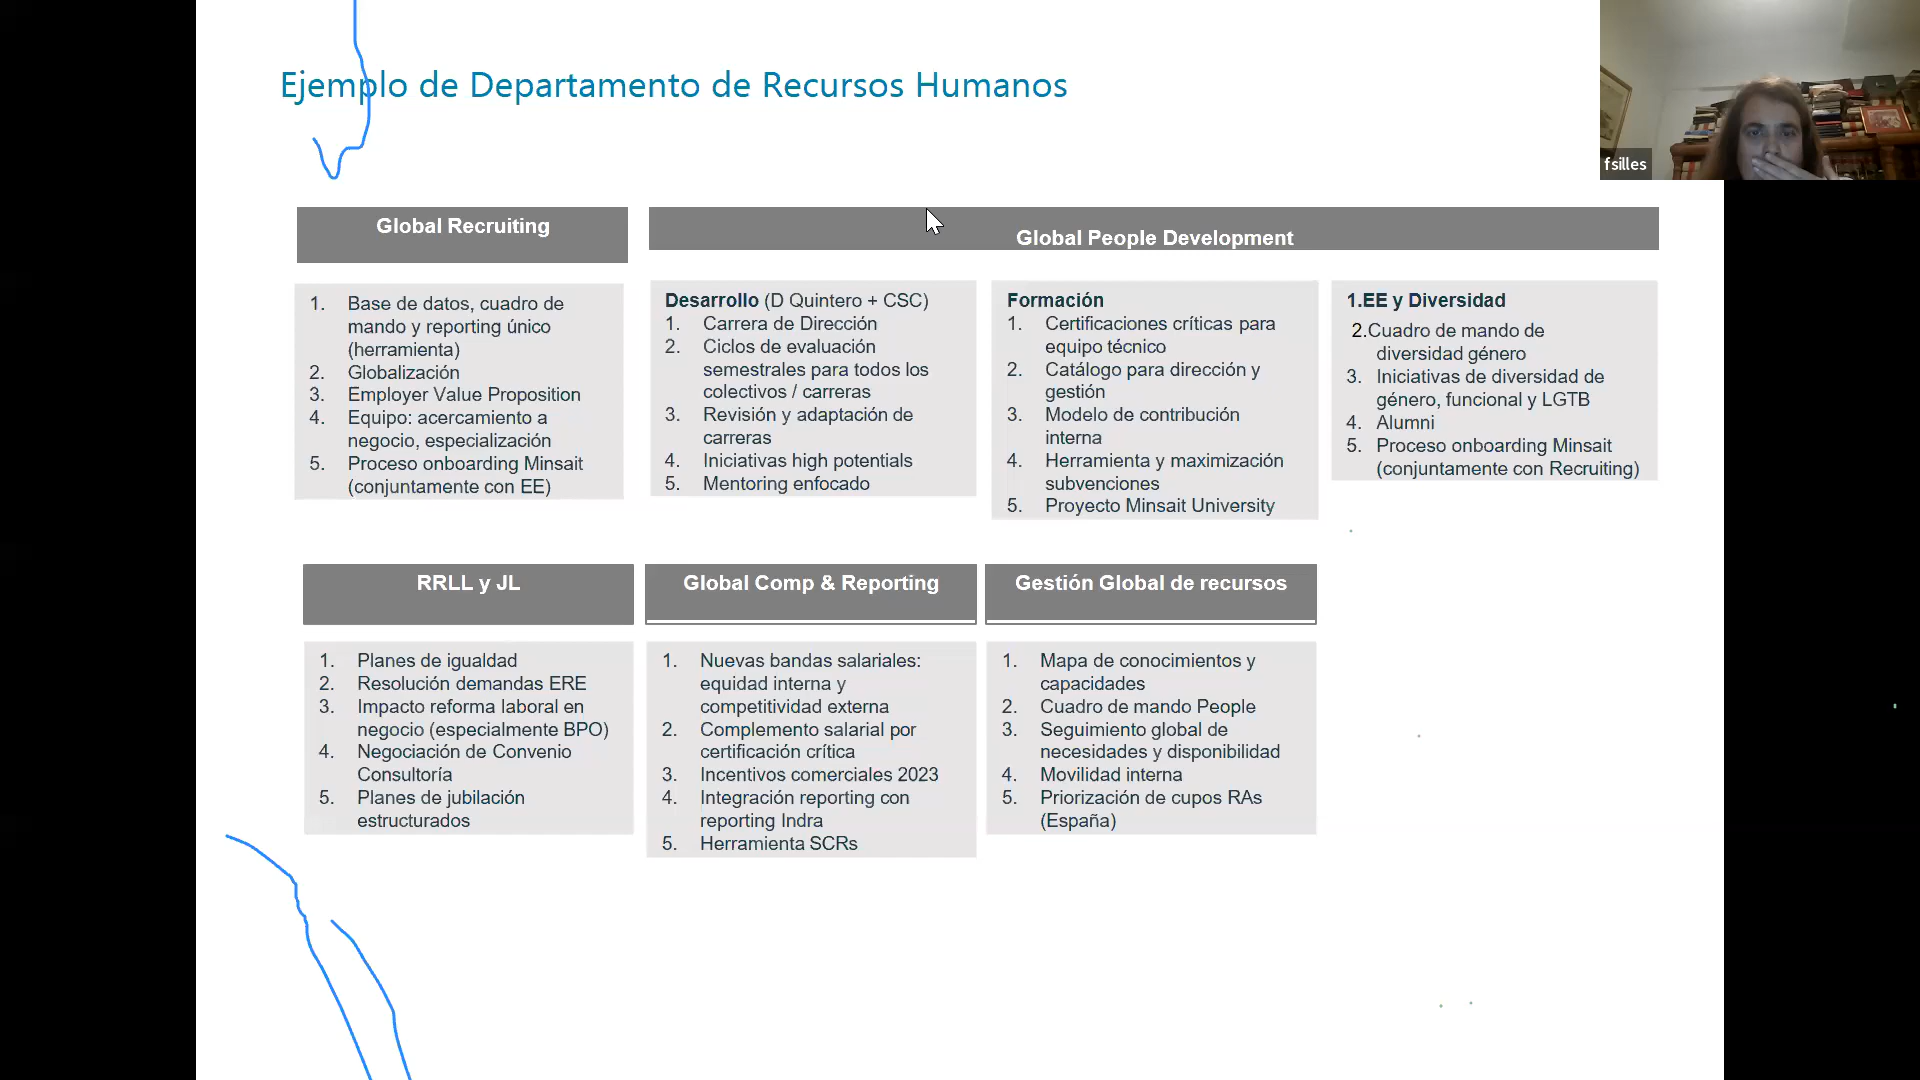 Ejemplo de Departamento de Recursos Humanos
fsilles
Global Recruiting
1. Base de datos, cuadro de
mando y reporting único
(herramienta)
2. Globalización
3. Employer Value Proposition
4. Equipo: acercamiento a
negocio, especialización
5. Proceso onboarding Minsait
(conjuntamente con EE)
Global People Development
Desarrollo (D Quintero + CSC)
1. Carrera de Dirección
2. Ciclos de evaluación
semestrales para todos los
colectivos / carreras
3. Revisión y adaptación de
carreras
4. Iniciativas high potentials
5. Mentoring enfocado
Formación
1. Certificaciones críticas para
equipo técnico
2. Catálogo para dirección y
gestión
3. Modelo de contribución
interna
4. Herramienta y maximización
subvenciones
5. Proyecto Minsait University
1.EE y Diversidad
2.Cuadro de mando de
diversidad género
3. Iniciativas de diversidad de
género, funcional y LGTB
4. Alumni
5. Proceso onboarding Minsait
(conjuntamente con Recruiting)
RRLL y JL
1. Planes de igualdad
2. Resolución demandas ERE
3. Impacto reforma laboral en
negocio (especialmente BPO)
4. Negociación de Convenio
Consultoría
5. Planes de jubilación
estructurados
Global Comp & Reporting
1. Nuevas bandas salariales:
equidad interna y
competitividad externa
2. Complemento salarial por
certificación crítica
3. Incentivos comerciales 2023
4. Integración reporting con
reporting Indra
5. Herramienta SCRs
Gestión Global de recursos
1. Mapa de conocimientos y
capacidades
2. Cuadro de mando People
3. Seguimiento global de
necesidades y disponibilidad
4. Movilidad interna
5. Priorización de cupos RAs
(España)